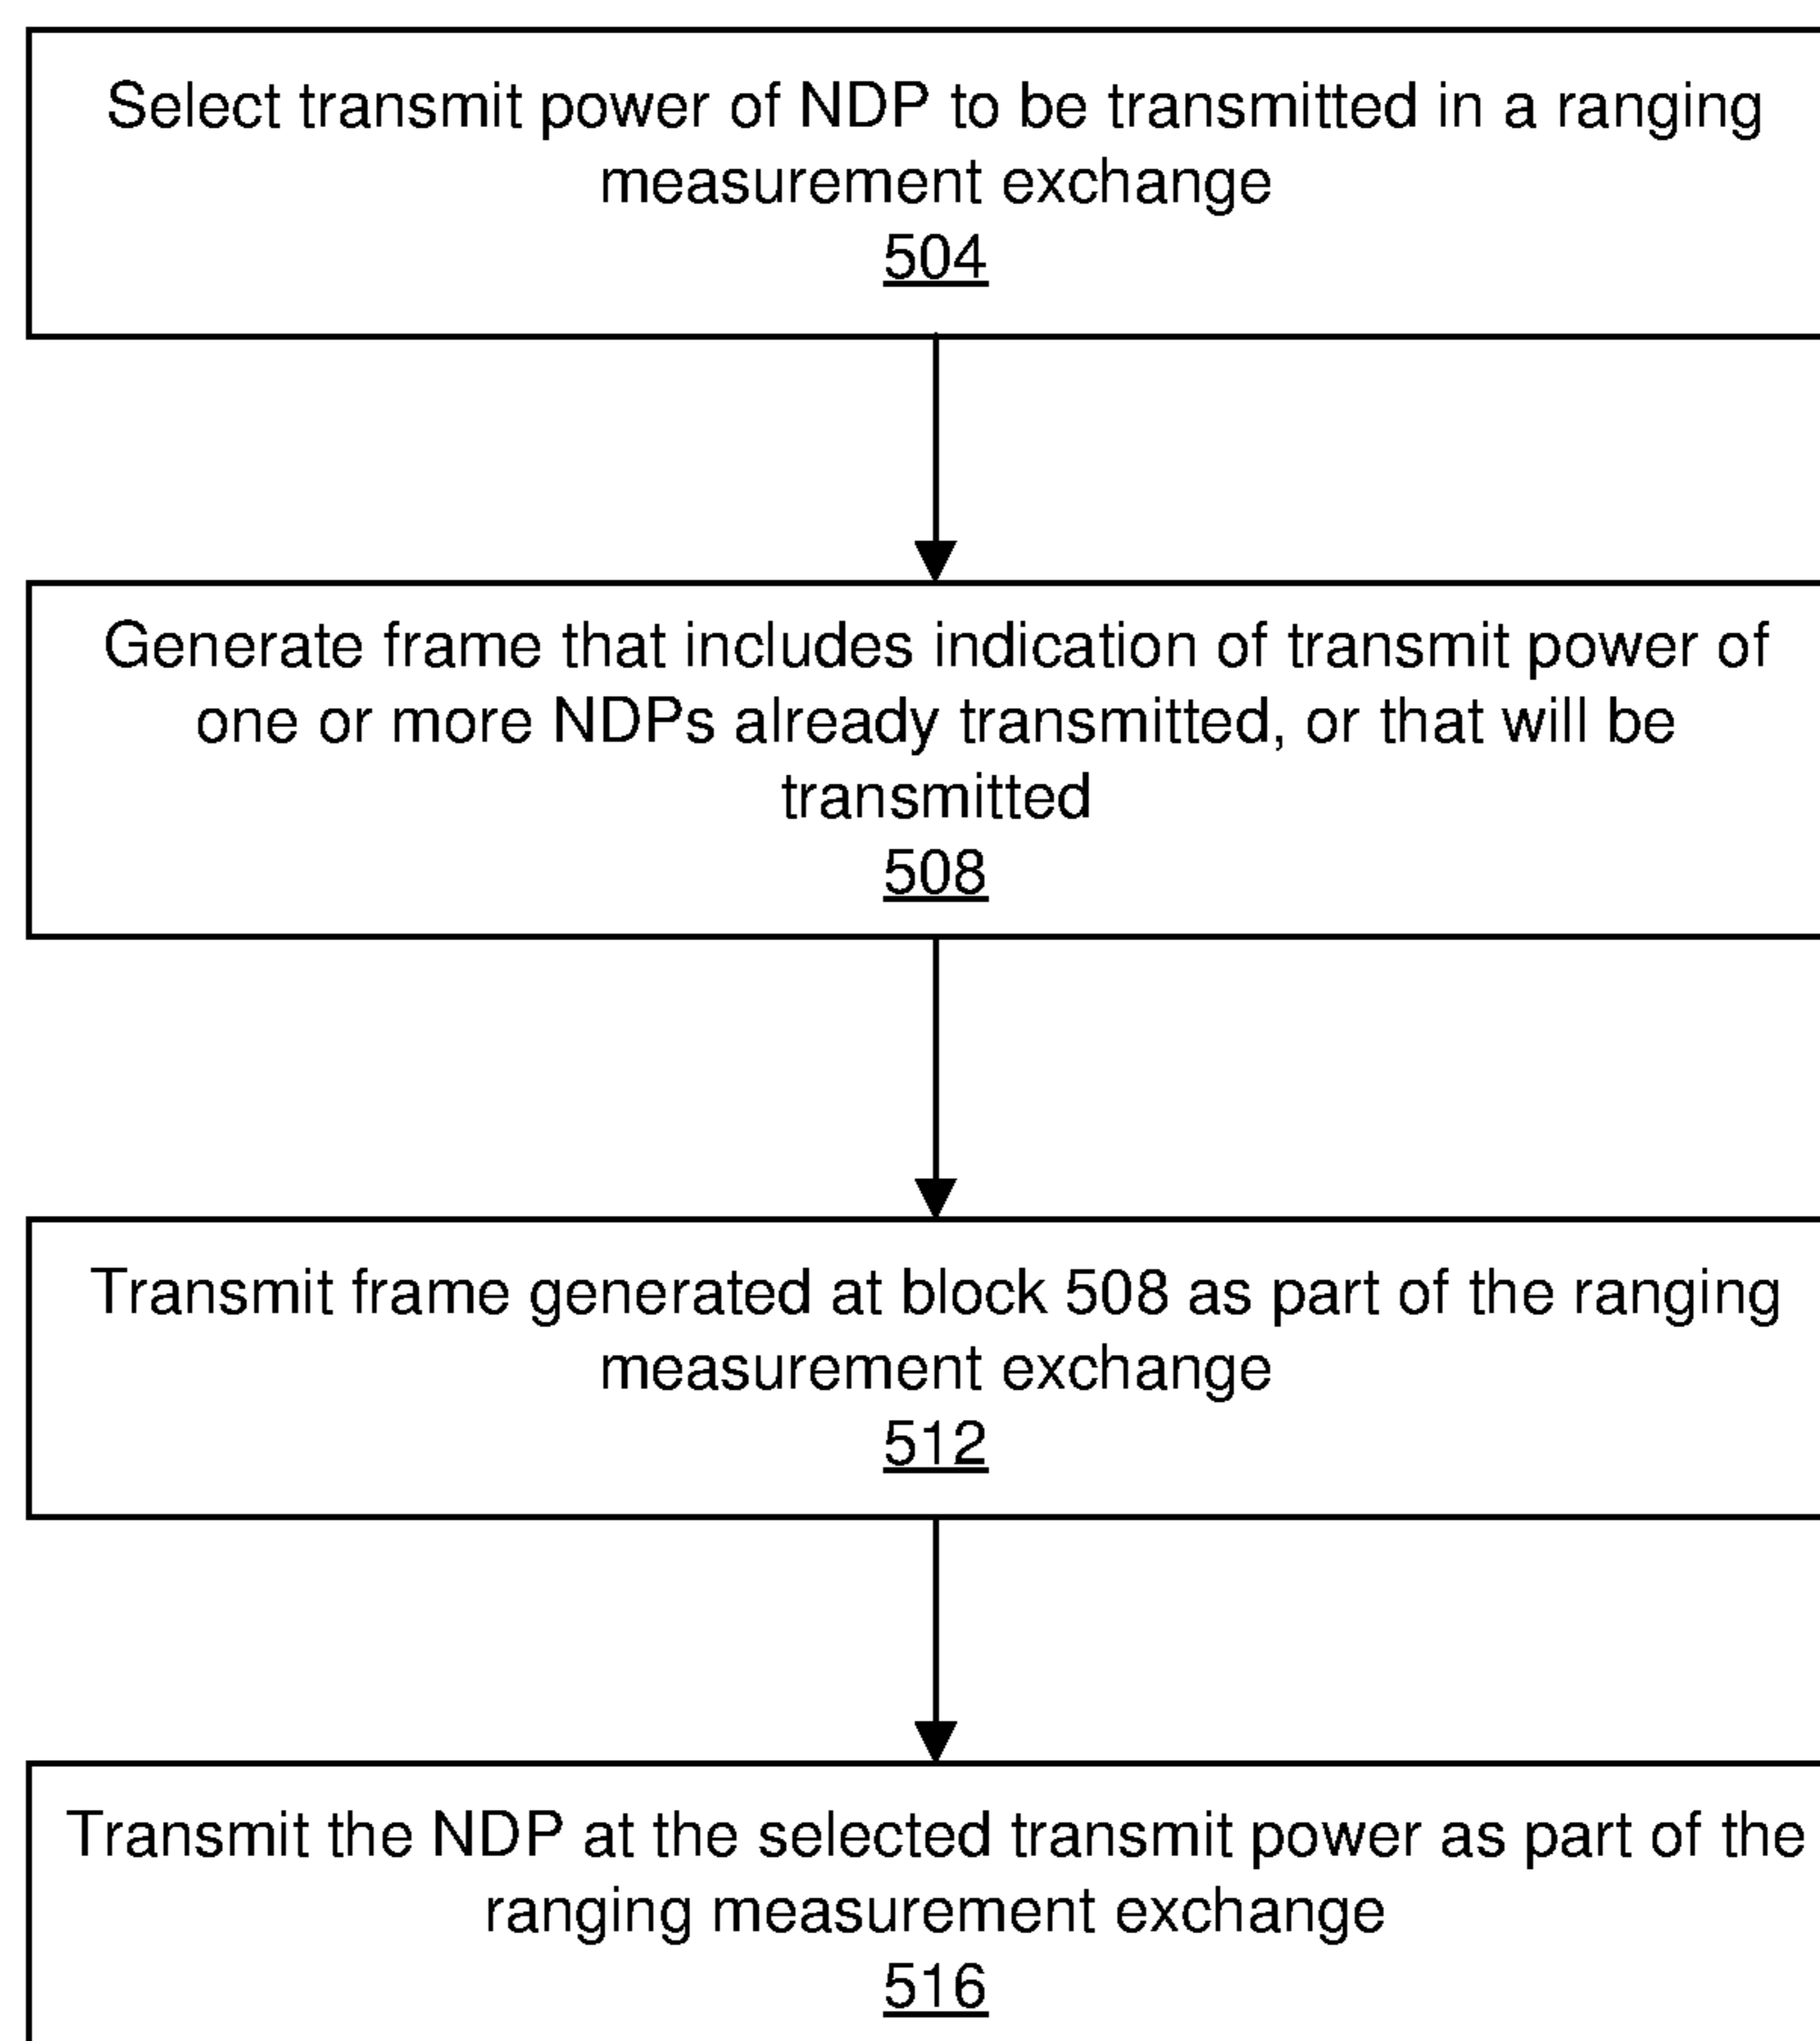 Select transmit power of NDP to be transmitted in a ranging
measurement exchange
504
Generate frame that includes indication of transmit power of
one or more NDPs already transmitted, or that will be
transmitted
508
Transmit frame generated at block 508 as part of the ranging
measurement exchange
512
Transmit the NDP at the selected transmit power as part of the
ranging measurement exchange
516